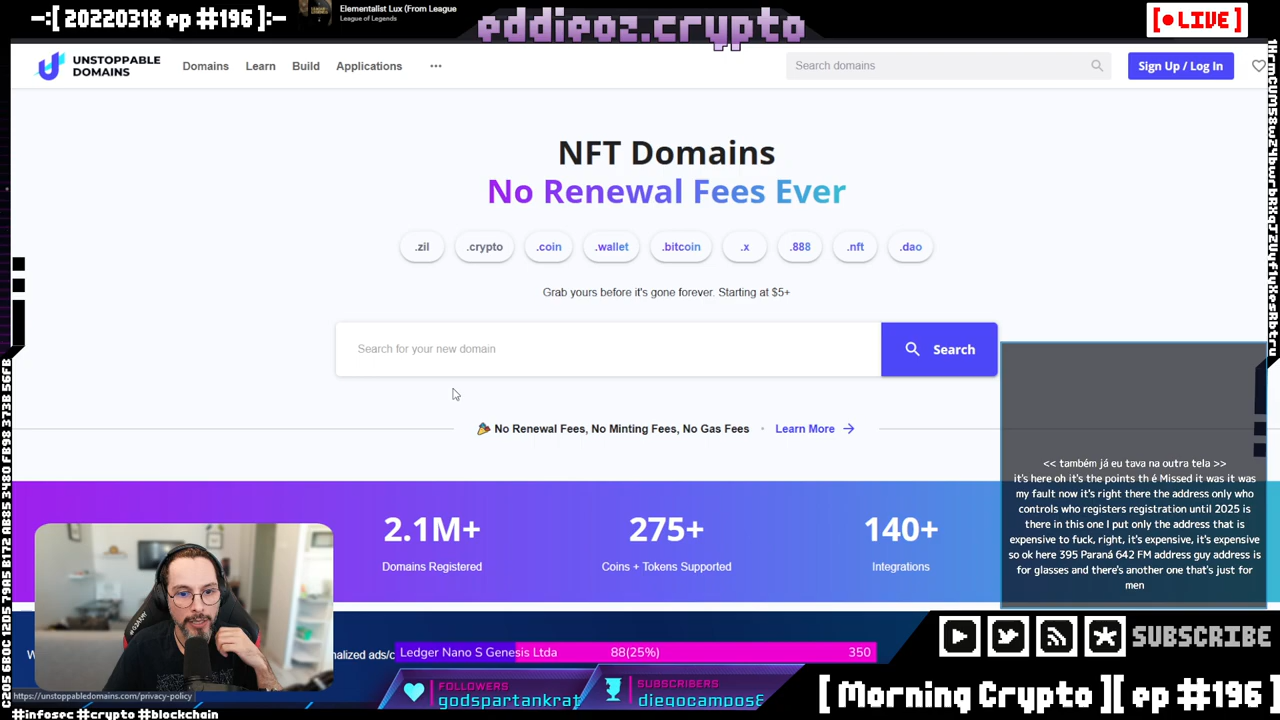 -:[ 20220318 ep #196 ]:-
Elementalist Lux (From League
League of Legends
eddieoz.crypto
[● LIVE]
UNSTOPPABLE
DOMAINS
Domains
Learn
Build
Applications
Search domains
Sign Up / Log In
NFT Domains
No Renewal Fees Ever
.zil
.crypto
.coin
.wallet
.bitcoin
.x
.888
.nft
.dao
Grab yours before it's gone forever. Starting at $5+
Search for your new domain
Search
No Renewal Fees, No Minting Fees, No Gas Fees
Learn More
<< também já eu tava na outra tela >>
it's here oh it's the points th é Missed it was it was
my fault now it's right there the address only who
controls who registers registration until 2025 is
there in this one I put only the address that is
expensive to fuck, right, it's expensive, it's expensive
so ok here 395 Paraná 642 FM address guy address is
for glasses and there's another one that's just for
men
2.1M+
Domains Registered
275+
Coins + Tokens Supported
140+
Integrations
nalized ads/c
Ledger Nano S Genesis Ltda
88(25%)
350
FOLLOWERS
godspartankrat
SUBSCRIBERS
diegocampos8
SUBSCRIBE
[ Morning Crypto ][ ep #196 ]
https://unstoppabledomains.com/privacy-policy
#infosec #crypto #blockchain